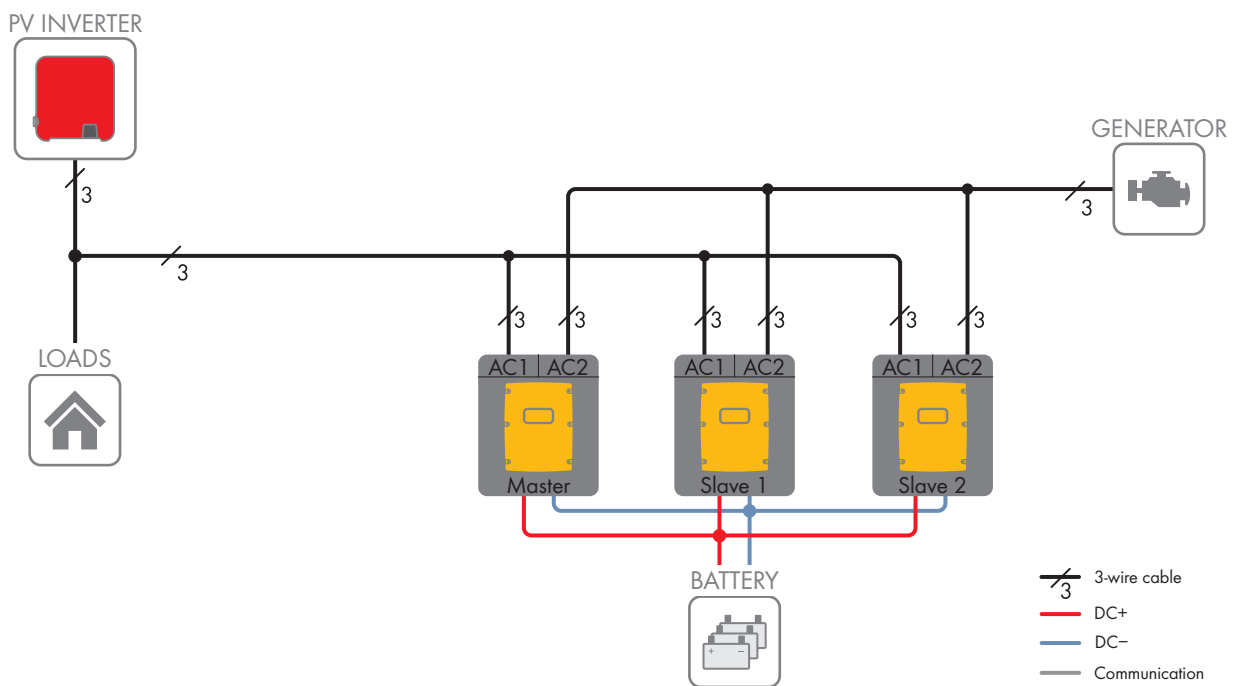 PV INVERTER
GENERATOR
3
3
3
LOADS
3 3 3 3 3 3
AC1 AC2 AC1 AC2 AC1 AC2
Master Slave 1 Slave 2
BATTERY
+ −
3 3-wire cable
DC+
DC−
Communication